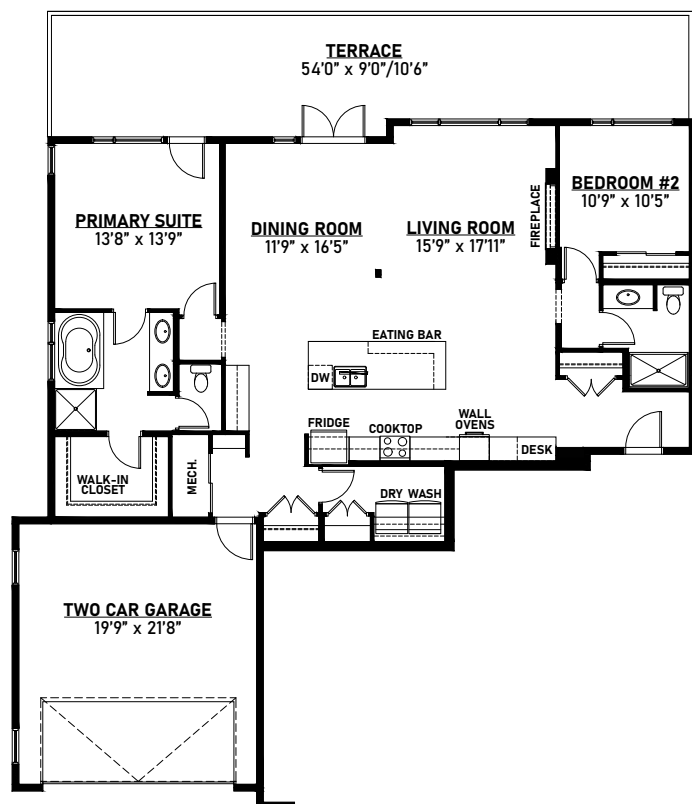 TERRACE
54'0" x 9'0"/10'6"
PRIMARY SUITE
13'8" x 13'9"
DINING ROOM
11'9" x 16'5"
LIVING ROOM
15'9" x 17'11"
FIREPLACE
BEDROOM #2
10'9" x 10'5"
EATING BAR
DW
FRIDGE
COOKTOP
WALL
OVENS
DESK
WALK-IN
CLOSET
MECH.
DRY WASH
TWO CAR GARAGE
19'9" x 21'8"